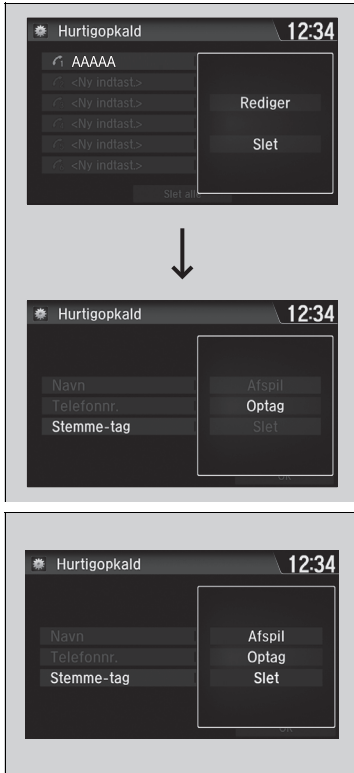 Hurtigopkald 12:34
AAAAA
<Ny indtast.>
<Ny indtast.>
<Ny indtast.>
<Ny indtast.>
<Ny indtast.>
Rediger
Slet
Slet alle
Hurtigopkald 12:34
Navn
Telefonnr.
Stemme-tag
Afspil
Optag
Slet
OK
Hurtigopkald 12:34
Navn
Telefonnr.
Stemme-tag
Afspil
Optag
Slet
OK